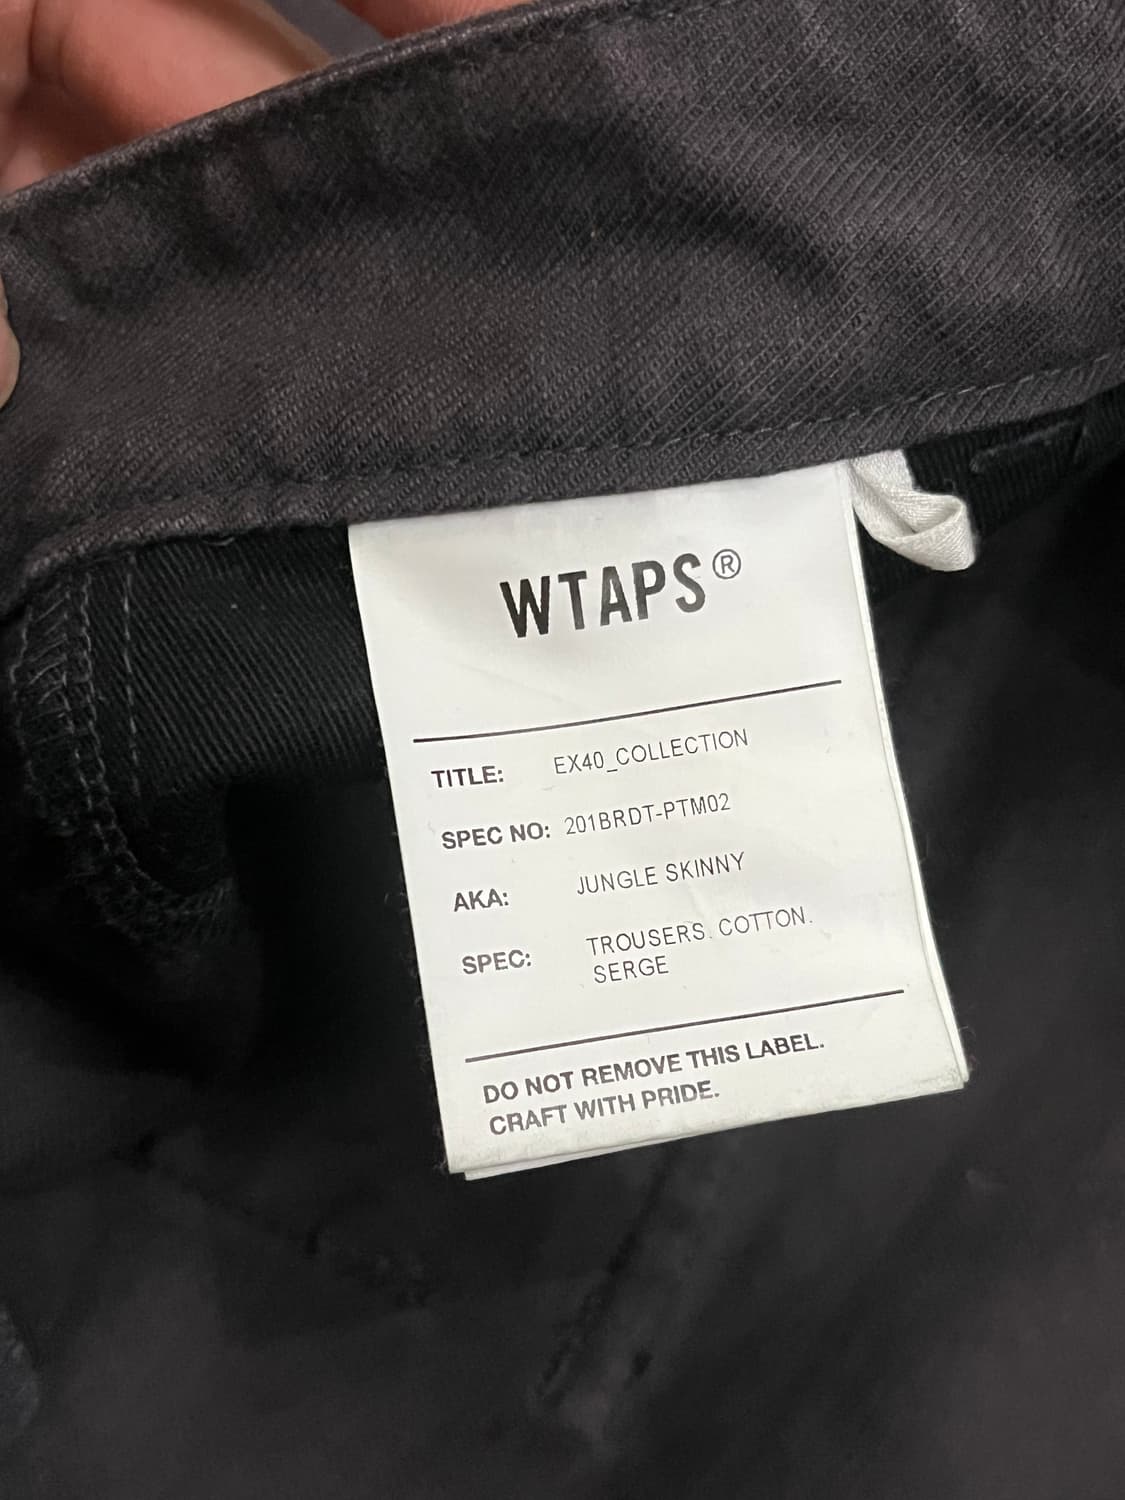 WTAPS®
TITLE: EX40_COLLECTION
SPEC NO: 201BRDT-PTM02
AKA: JUNGLE SKINNY
SPEC: TROUSERS. COTTON.
SERGE
DO NOT REMOVE THIS LABEL.
CRAFT WITH PRIDE.